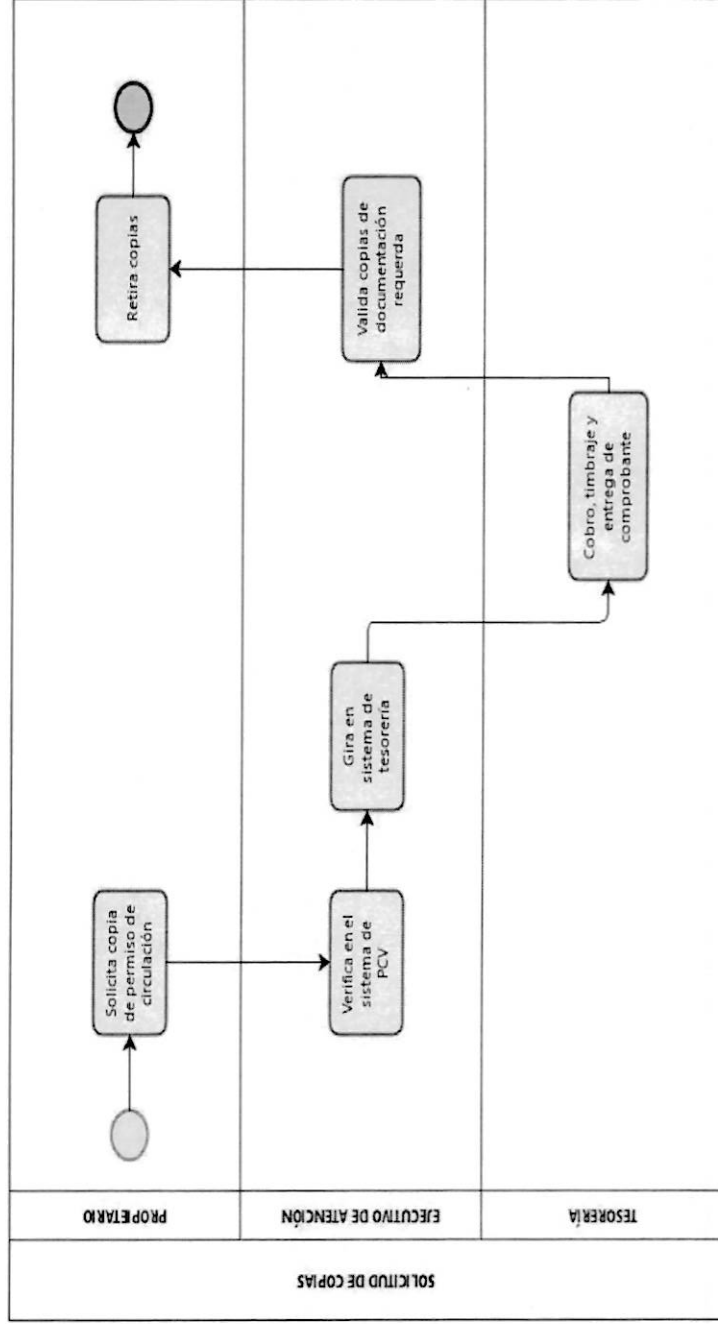 SOLICITUD DE COPIAS
PROPIETARIO
Solicita copia
de permiso de
circulación
Retira copias
EJECUTIVO DE ATENCIÓN
Verifica en el
sistema de
PCV
Gira en
sistema de
tesorería
Valida copias de
documentación
requerda
TESORERÍA
Cobro, timbraje y
entrega de
comprobante